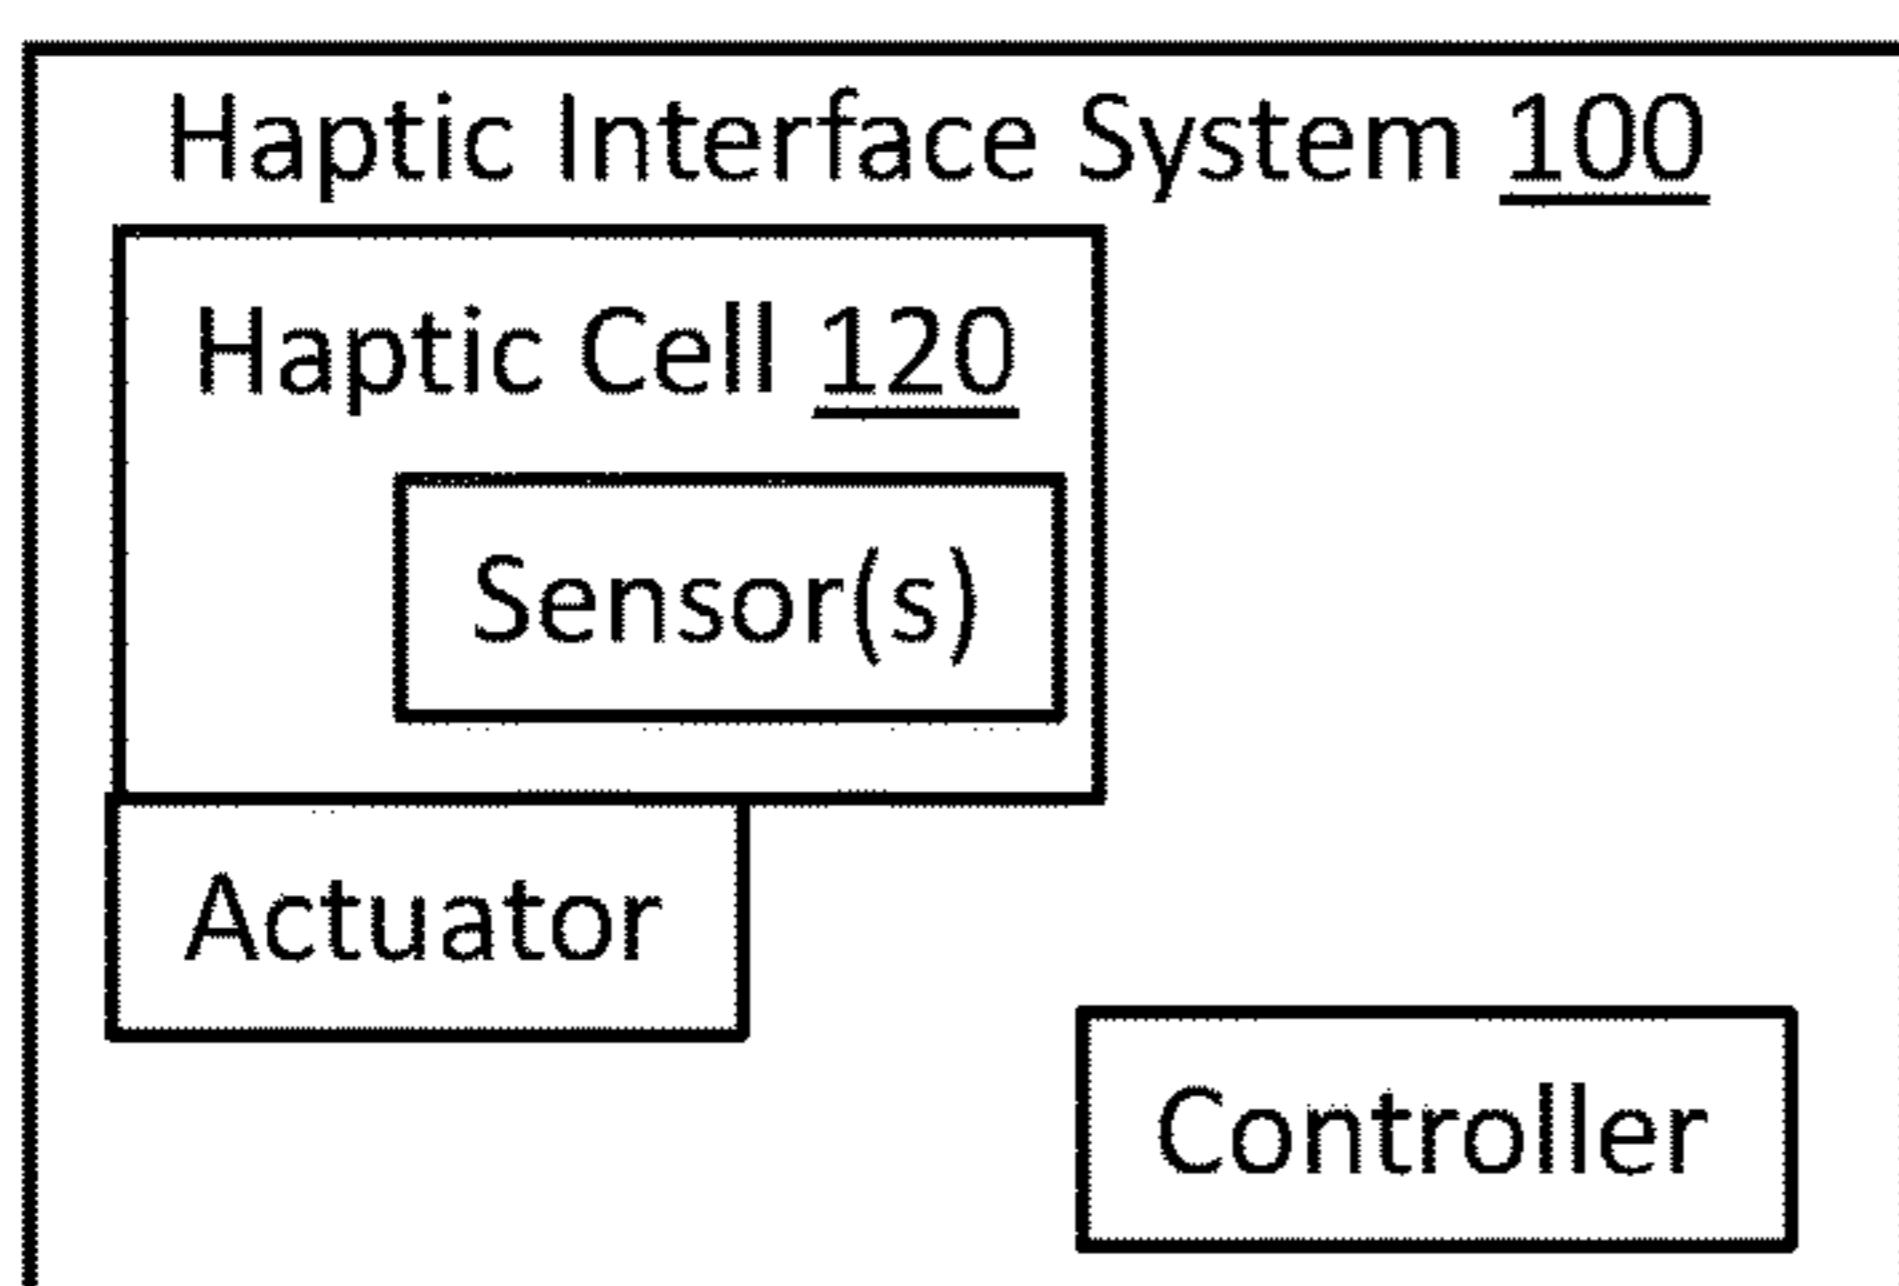 Haptic Interface System 100
Haptic Cell 120
Sensor(s)
Actuator
Controller